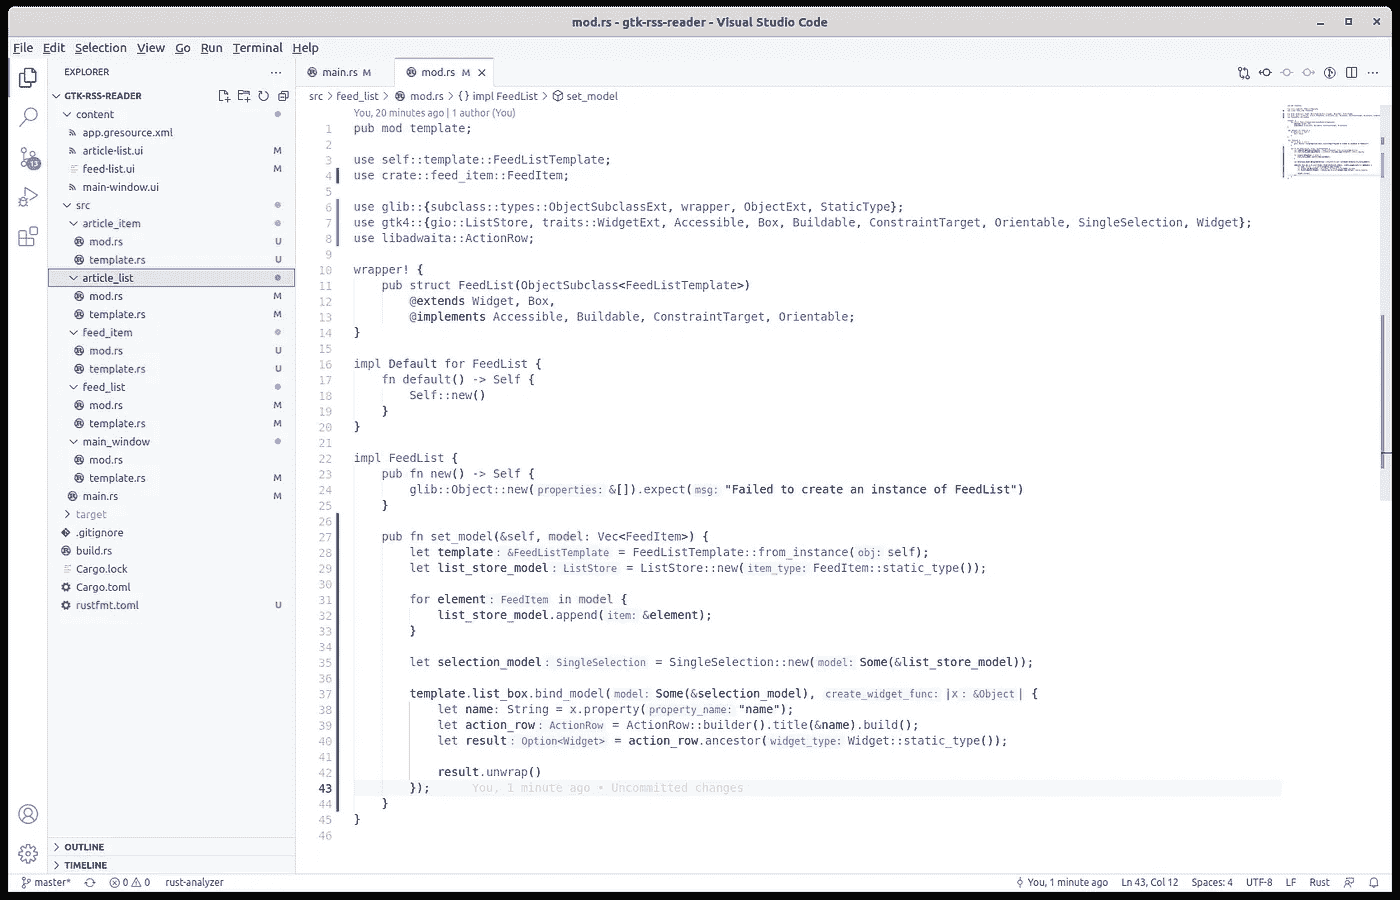 mod.rs - gtk-rss-reader - Visual Studio Code
File Edit Selection View Go Run Terminal Help
EXPLORER
GTK-RSS-READER
content
app.gresource.xml
article-list.ui M
feed-list.ui M
main-window.ui
src
article_item
mod.rs U
template.rs U
article_list
mod.rs M
template.rs M
feed_item
mod.rs U
template.rs U
feed_list
mod.rs M
template.rs M
main_window
mod.rs
template.rs M
main.rs M
target
.gitignore
build.rs
Cargo.lock
Cargo.toml
rustfmt.toml U
OUTLINE
TIMELINE
13
main.rs M mod.rs M
src > feed_list > mod.rs > {} impl FeedList > set_model
You, 20 minutes ago | 1 author (You)
1 pub mod template;
2
3 use self::template::FeedListTemplate;
4 use crate::feed_item::FeedItem;
5
6 use glib::{subclass::types::ObjectSubclassExt, wrapper, ObjectExt, StaticType};
7 use gtk4::{gio::ListStore, traits::WidgetExt, Accessible, Box, Buildable, ConstraintTarget, Orientable, SingleSelection, Widget};
8 use libadwaita::ActionRow;
9
10 wrapper! {
11 pub struct FeedList(ObjectSubclass<FeedListTemplate>)
12 @extends Widget, Box,
13 @implements Accessible, Buildable, ConstraintTarget, Orientable;
14 }
15
16 impl Default for FeedList {
17 fn default() -> Self {
18 Self::new()
19 }
20 }
21
22 impl FeedList {
23 pub fn new() -> Self {
24 glib::Object::new(properties: &[]).expect(msg: "Failed to create an instance of FeedList")
25 }
26
27 pub fn set_model(&self, model: Vec<FeedItem>) {
28 let template: &FeedListTemplate = FeedListTemplate::from_instance(obj: self);
29 let list_store_model: ListStore = ListStore::new(item_type: FeedItem::static_type());
30
31 for element: FeedItem in model {
32 list_store_model.append(item: &element);
33 }
34
35 let selection_model: SingleSelection = SingleSelection::new(model: Some(&list_store_model));
36
37 template.list_box.bind_model(model: Some(&selection_model), create_widget_func: |x: &Object| {
38 let name: String = x.property(property_name: "name");
39 let action_row: ActionRow = ActionRow::builder().title(&name).build();
40 let result: Option<Widget> = action_row.ancestor(widget_type: Widget::static_type());
41
42 result.unwrap()
43 }); You, 1 minute ago • Uncommitted changes
44 }
45 }
46
master* 0 0 rust-analyzer You, 1 minute ago Ln 43, Col 12 Spaces: 4 UTF-8 LF Rust